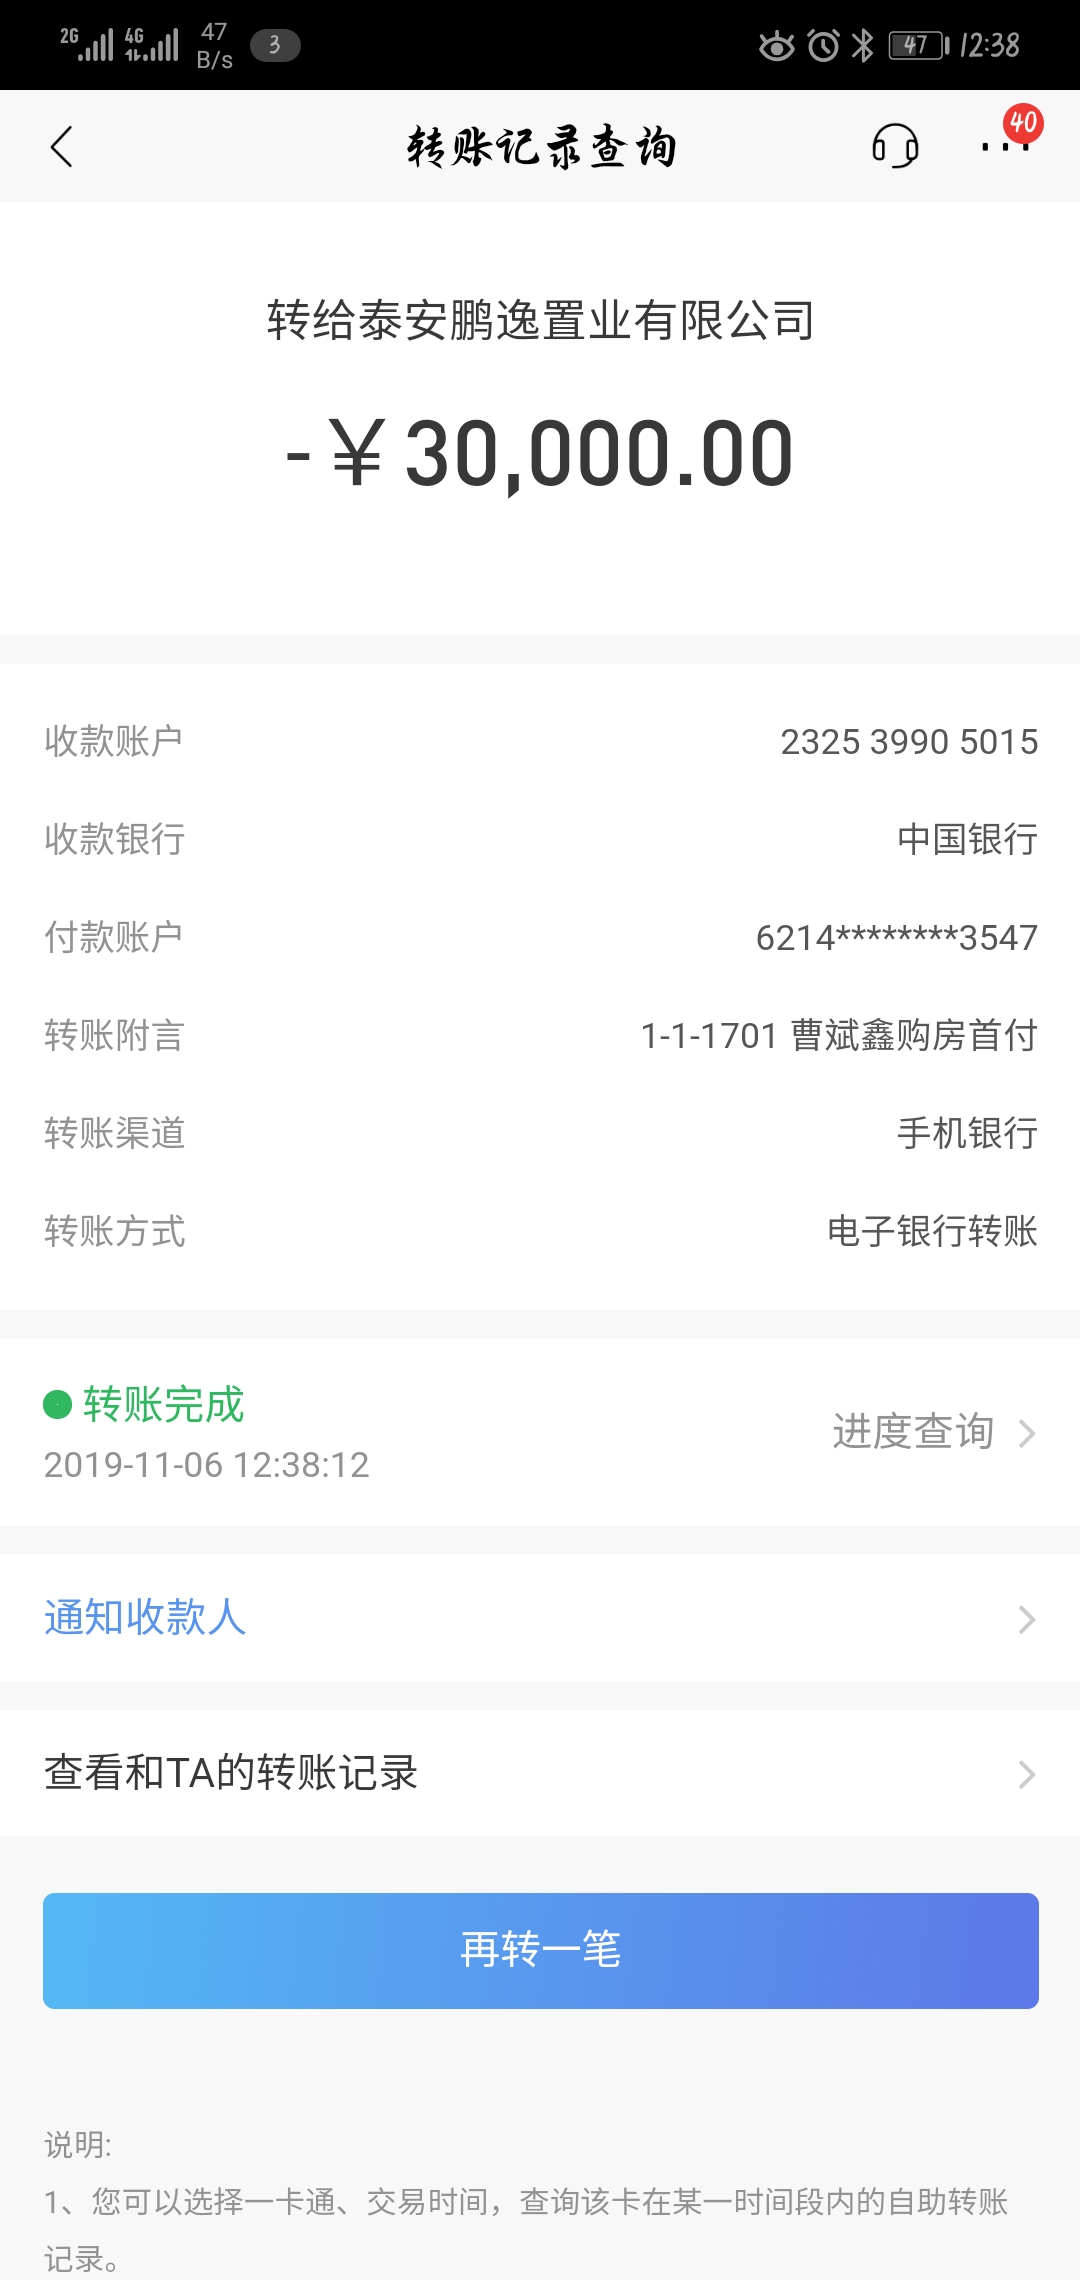 2G 4G 47 B/s 3 47 12:38
转账记录查询 40
转给泰安鹏逸置业有限公司
-¥30,000.00
收款账户 2325 3990 5015
收款银行 中国银行
付款账户 6214********3547
转账附言 1-1-1701 曹斌鑫购房首付
转账渠道 手机银行
转账方式 电子银行转账
转账完成
进度查询
2019-11-06 12:38:12
通知收款人
查看和TA的转账记录
再转一笔
说明:
1、您可以选择一卡通、交易时间，查询该卡在某一时间段内的自助转账
记录。